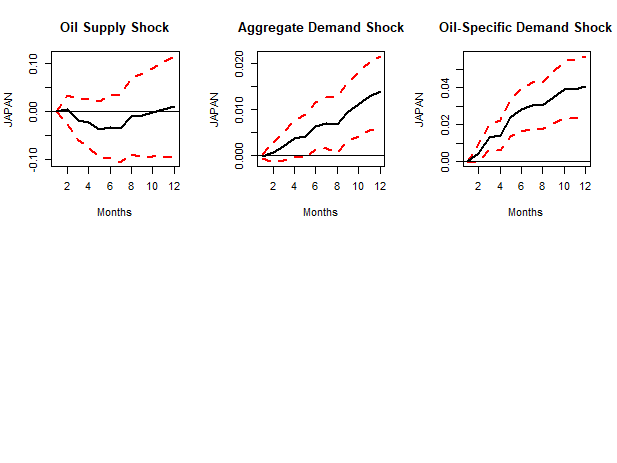 Oil Supply Shock
JAPAN
0.10
0.00
-0.10
2 4 6 8 10 12
Months
Aggregate Demand Shock
JAPAN
0.020
0.010
0.000
2 4 6 8 10 12
Months
Oil-Specific Demand Shock
JAPAN
0.04
0.02
0.00
2 4 6 8 10 12
Months